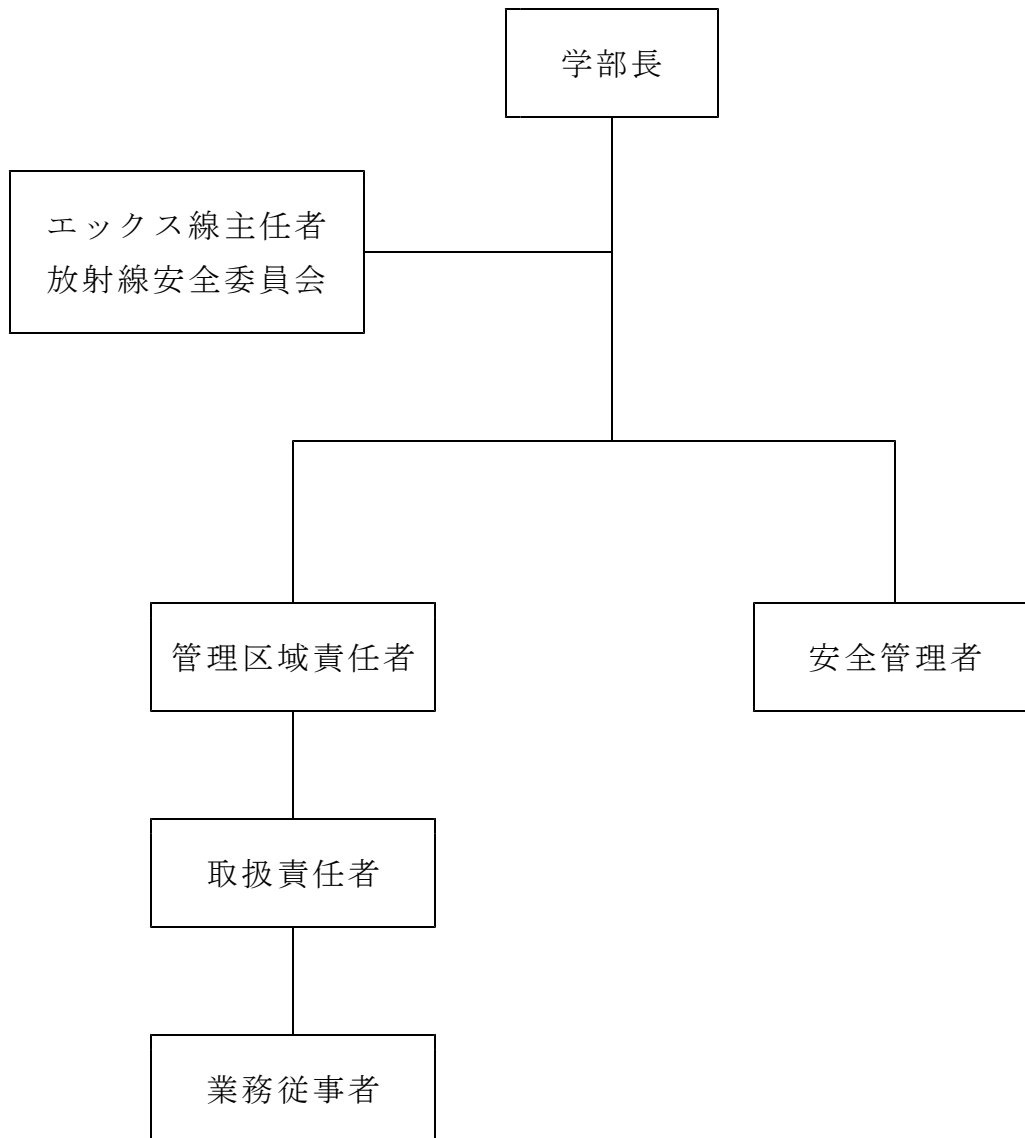 学部長
エックス線主任者
放射線安全委員会
管理区域責任者
安全管理者
取扱責任者
業務従事者